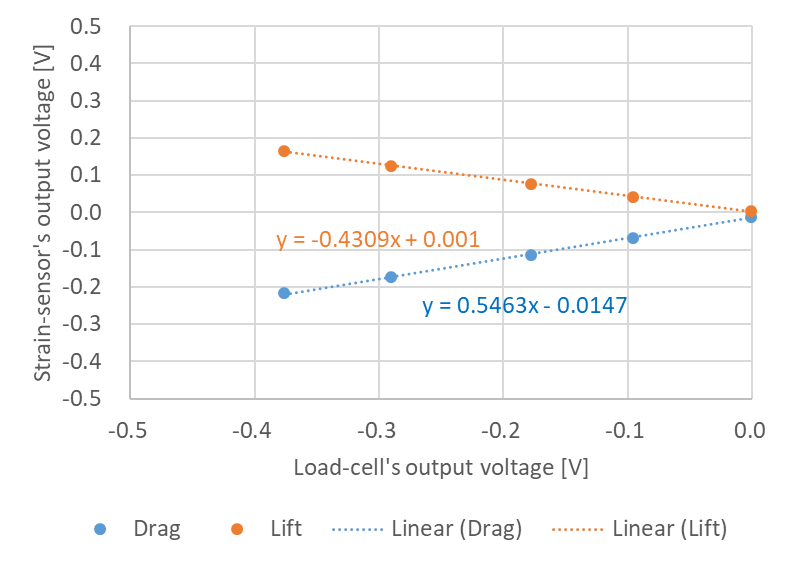 Strain-sensor's output voltage [V]
0.5
0.4
0.3
0.2
0.1
0.0
-0.1
-0.2
-0.3
-0.4
-0.5
y = -0.4309x + 0.001
y = 0.5463x - 0.0147
-0.5 -0.4 -0.3 -0.2 -0.1 0.0
Load-cell's output voltage [V]
Drag Lift Linear (Drag) Linear (Lift)